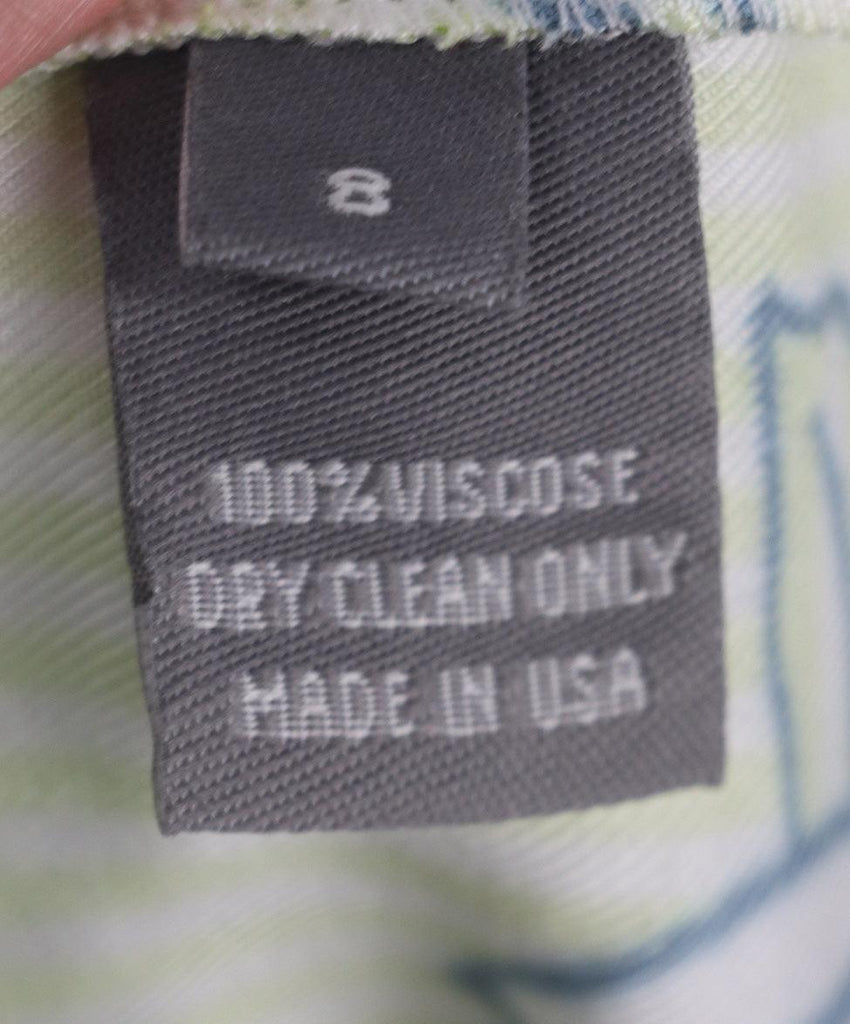 8
100% VISCOSE
DRY CLEAN ONLY
MADE IN USA